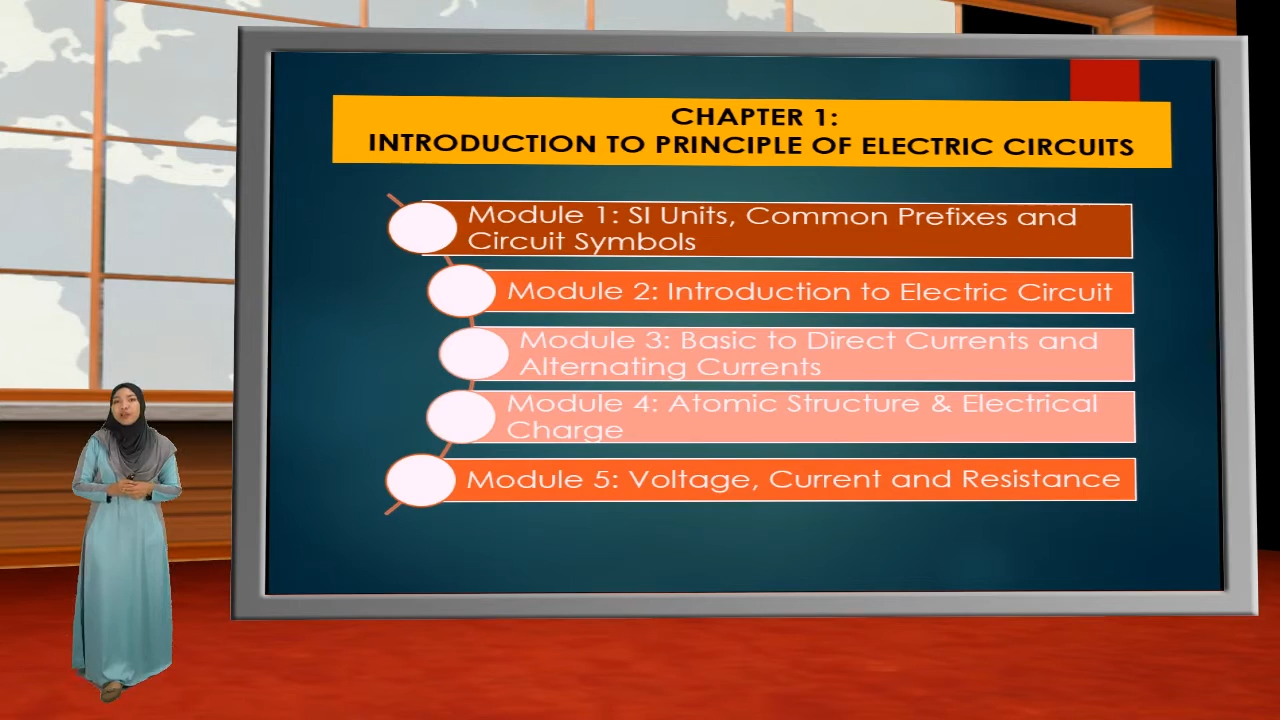 CHAPTER 1:
INTRODUCTION TO PRINCIPLE OF ELECTRIC CIRCUITS
Module 1: SI Units, Common Prefixes and
Circuit Symbols
Module 2: Introduction to Electric Circuit
Module 3: Basic to Direct Currents and
Alternating Currents
Module 4: Atomic Structure & Electrical
Charge
Module 5: Voltage, Current and Resistance